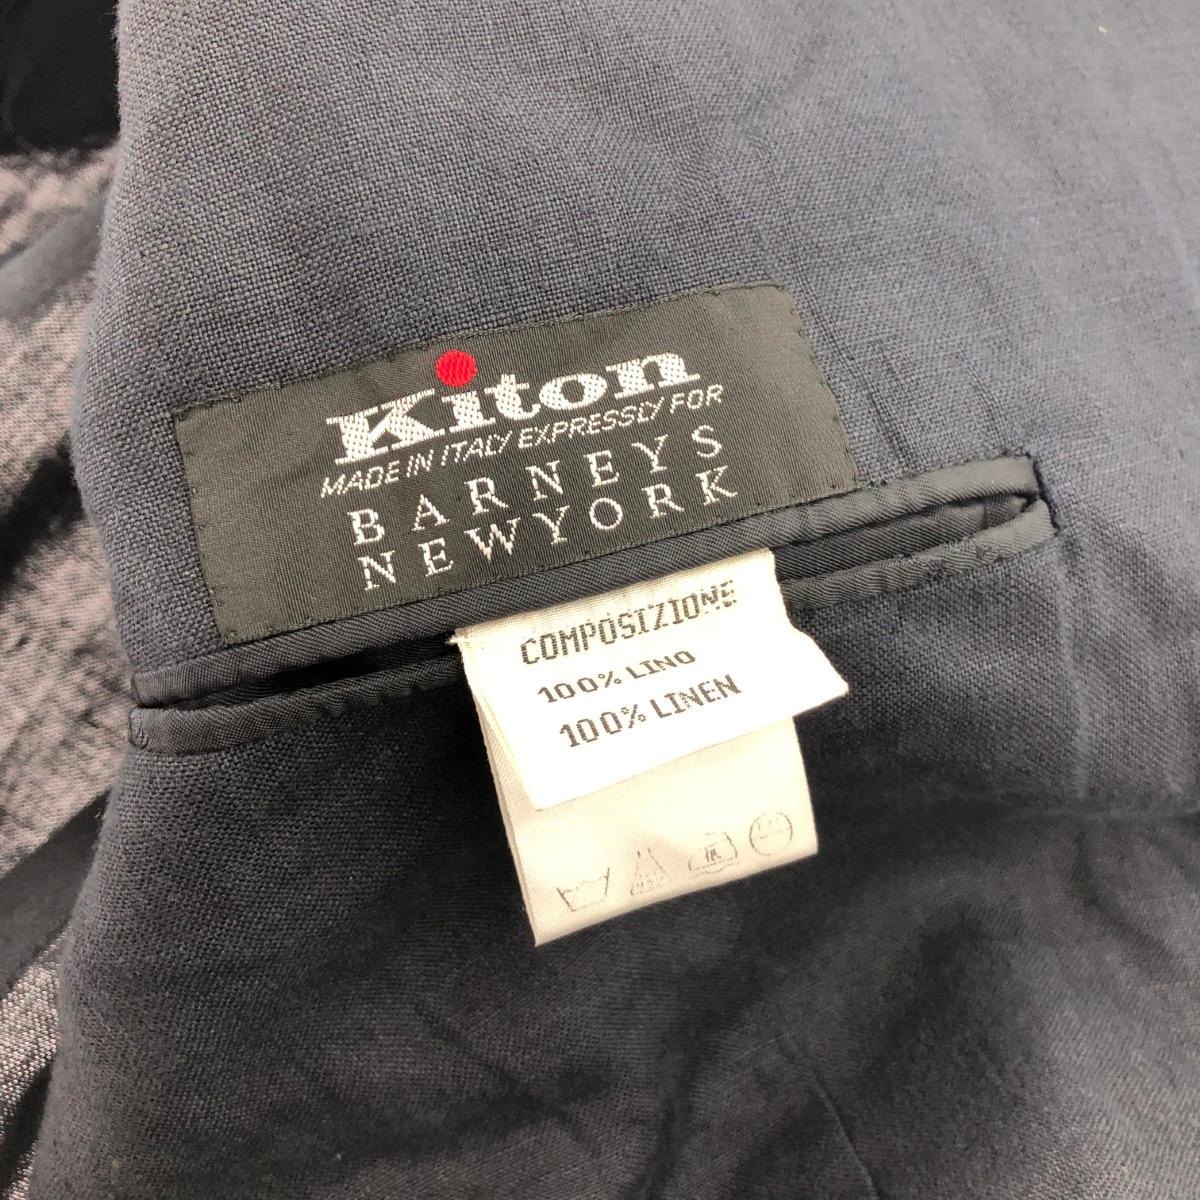 Kiton
MADE IN ITALY EXPRESSLY FOR
BARNEYS
NEWYORK
COMPOSIZIONE
100% LINO
100% LINEN